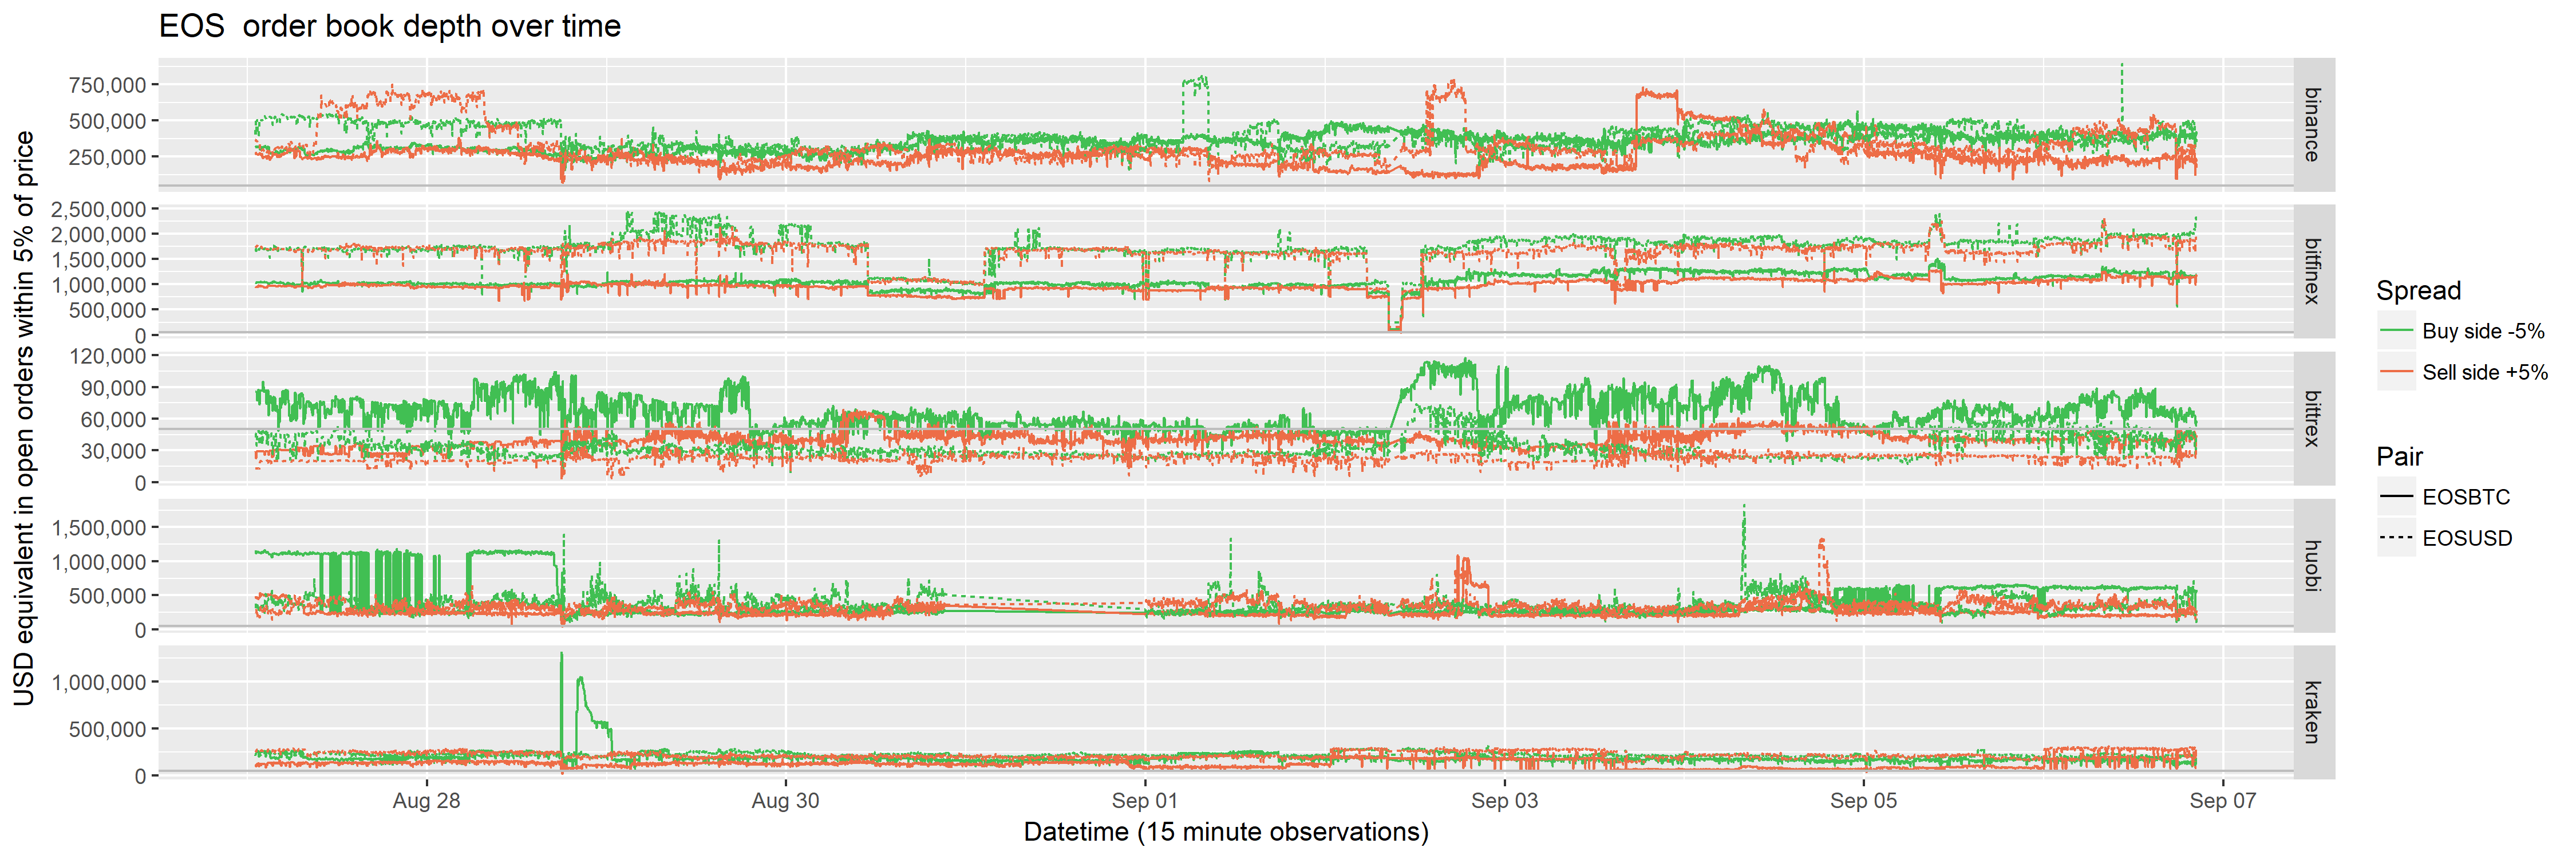 EOS  order book depth over time
USD equivalent in open orders within 5% of price
750,000
500,000
250,000
binance
2,500,000
2,000,000
1,500,000
1,000,000
500,000
0
bitfinex
120,000
90,000
60,000
30,000
0
bittrex
1,500,000
1,000,000
500,000
0
huobi
1,000,000
500,000
0
kraken
Aug 28
Aug 30
Sep 01
Sep 03
Sep 05
Sep 07
Datetime (15 minute observations)
Spread
Buy side -5%
Sell side +5%
Pair
EOSBTC
EOSUSD